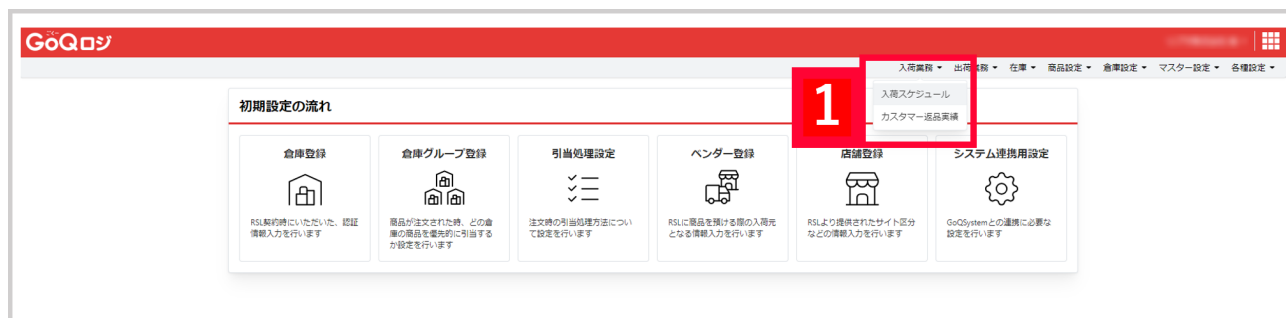 ごくー
GoQロジ
入荷業務 出荷業務 在庫 商品設定 倉庫設定 マスター設定 各種設定
1
入荷スケジュール
カスタマー返品実績
初期設定の流れ
倉庫登録
RSL契約時にいただいた、認証
情報入力を行います
倉庫グループ登録
商品が注文された時、どの倉
庫の商品を優先的に引当する
か設定を行います
引当処理設定
注文時の引当処理方法につい
て設定を行います
ベンダー登録
RSLに商品を預ける際の入荷元
となる情報入力を行います
店舗登録
RSLより提供されたサイト区分
などの情報入力を行います
システム連携用設定
GoQSystemとの連携に必要な
設定を行います